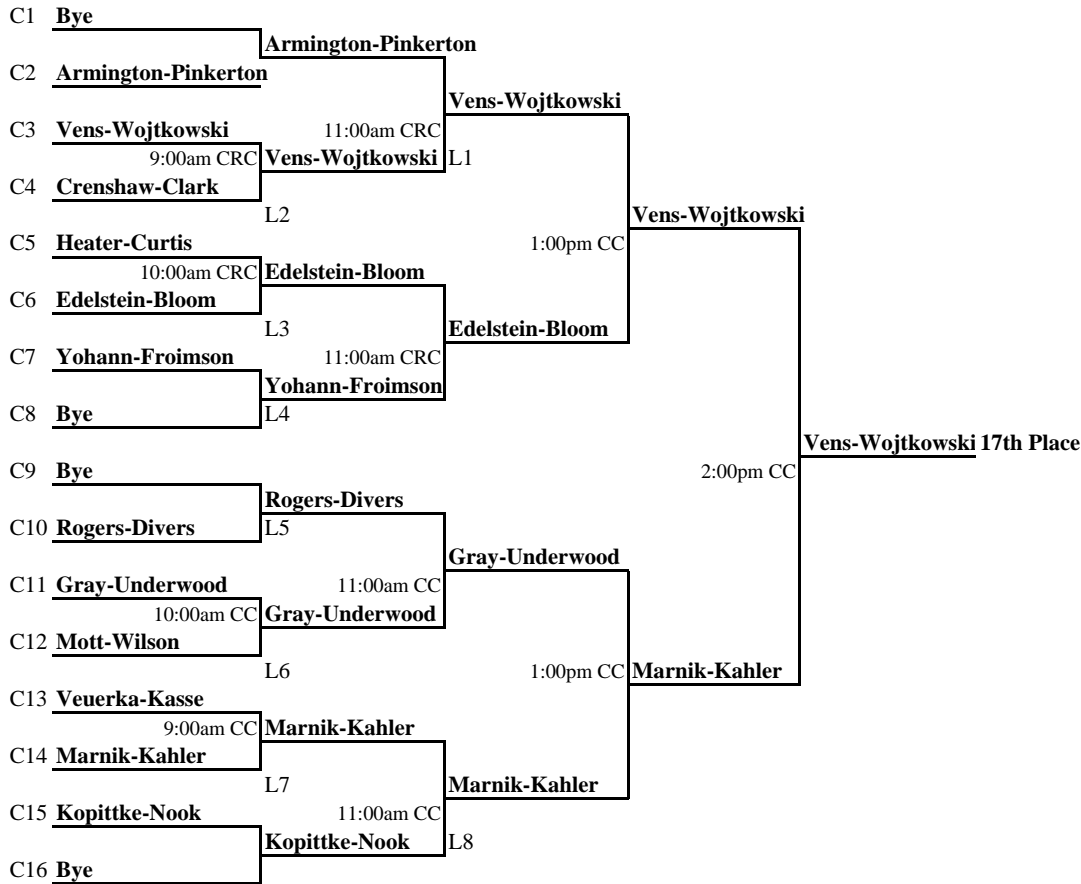 C1 Bye
Armington-Pinkerton
C2 Armington-Pinkerton
Vens-Wojtkowski
C3 Vens-Wojtkowski
11:00am CRC
9:00am CRC Vens-Wojtkowski L1
C4 Crenshaw-Clark
L2
Vens-Wojtkowski
C5 Heater-Curtis
1:00pm CC
10:00am CRC Edelstein-Bloom
C6 Edelstein-Bloom
L3
Edelstein-Bloom
C7 Yohann-Froimson
11:00am CRC
Yohann-Froimson
C8 Bye
L4
Vens-Wojtkowski 17th Place
C9 Bye
2:00pm CC
Rogers-Divers
C10 Rogers-Divers
L5
Gray-Underwood
C11 Gray-Underwood
11:00am CC
10:00am CC Gray-Underwood
C12 Mott-Wilson
L6
1:00pm CC Marnik-Kahler
C13 Veuerka-Kasse
9:00am CC Marnik-Kahler
C14 Marnik-Kahler
L7
Marnik-Kahler
C15 Kopittke-Nook
11:00am CC
Kopittke-Nook L8
C16 Bye